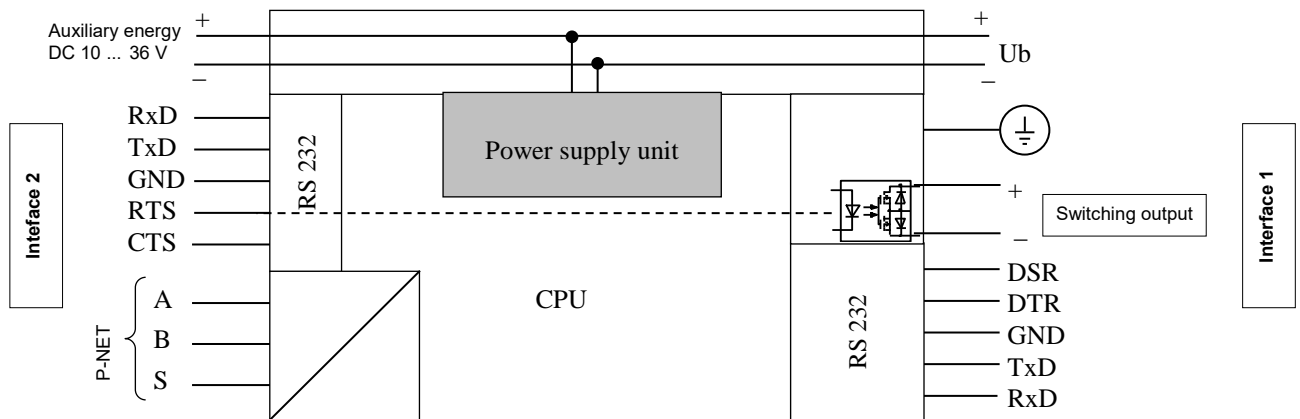 Auxiliary energy
DC 10 ... 36 V
+
−
+
−
Ub
Inteface 2
RxD
TxD
GND
RTS
CTS
RS 232
Power supply unit
P-NET
A
B
S
CPU
+
−
Switching output
Interface 1
RS 232
DSR
DTR
GND
TxD
RxD